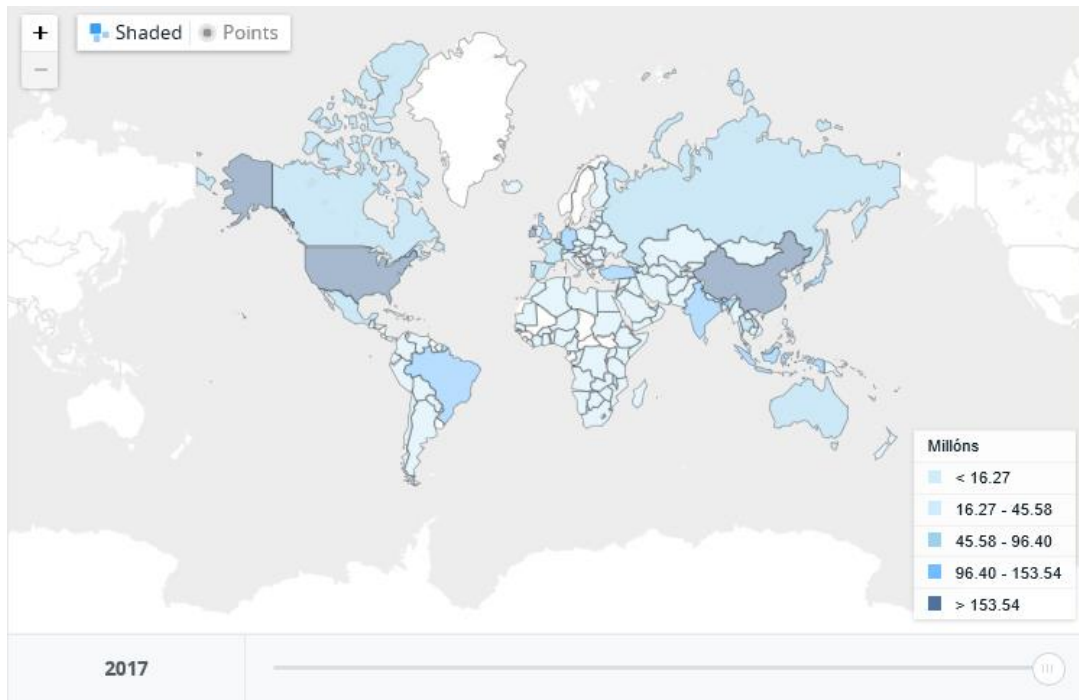 +
Shaded Points
−
Millóns
< 16.27
16.27 - 45.58
45.58 - 96.40
96.40 - 153.54
> 153.54
2017